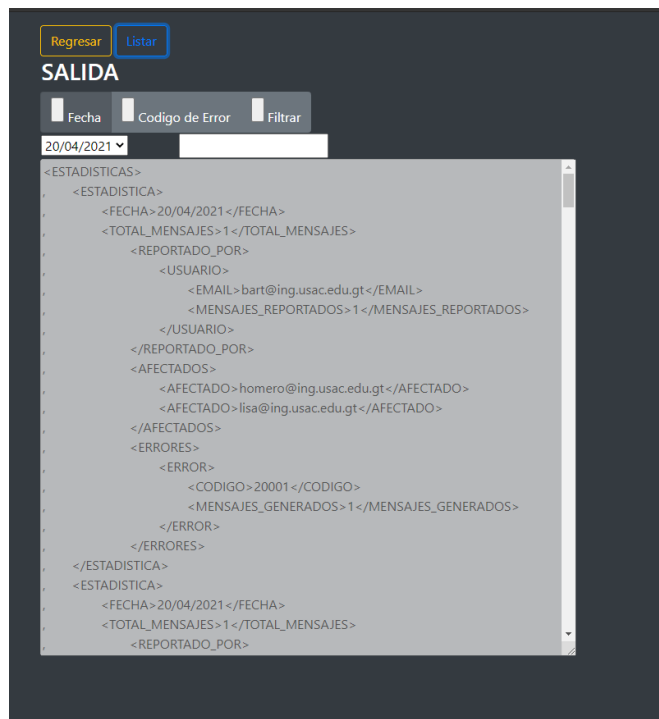 Regresar Listar
SALIDA
Fecha Codigo de Error Filtrar
20/04/2021
<ESTADISTICAS>
, <ESTADISTICA>
, <FECHA>20/04/2021</FECHA>
, <TOTAL_MENSAJES>1</TOTAL_MENSAJES>
, <REPORTADO_POR>
, <USUARIO>
, <EMAIL>bart@ing.usac.edu.gt</EMAIL>
, <MENSAJES_REPORTADOS>1</MENSAJES_REPORTADOS>
, </USUARIO>
, </REPORTADO_POR>
, <AFECTADOS>
, <AFECTADO>homero@ing.usac.edu.gt</AFECTADO>
, <AFECTADO>lisa@ing.usac.edu.gt</AFECTADO>
, </AFECTADOS>
, <ERRORES>
, <ERROR>
, <CODIGO>20001</CODIGO>
, <MENSAJES_GENERADOS>1</MENSAJES_GENERADOS>
, </ERROR>
, </ERRORES>
, </ESTADISTICA>
, <ESTADISTICA>
, <FECHA>20/04/2021</FECHA>
, <TOTAL_MENSAJES>1</TOTAL_MENSAJES>
, <REPORTADO_POR>